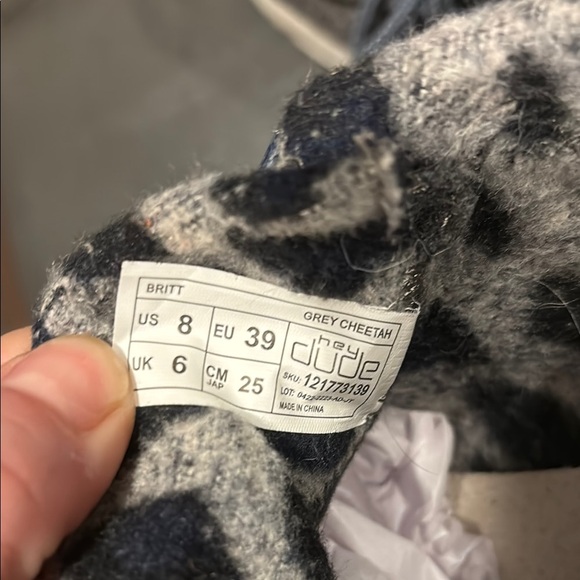 BRITT GREY CHEETAH
US 8 EU 39 hey dude
UK 6 CM JAP 25 SKU: 121773139
MADE IN CHINA